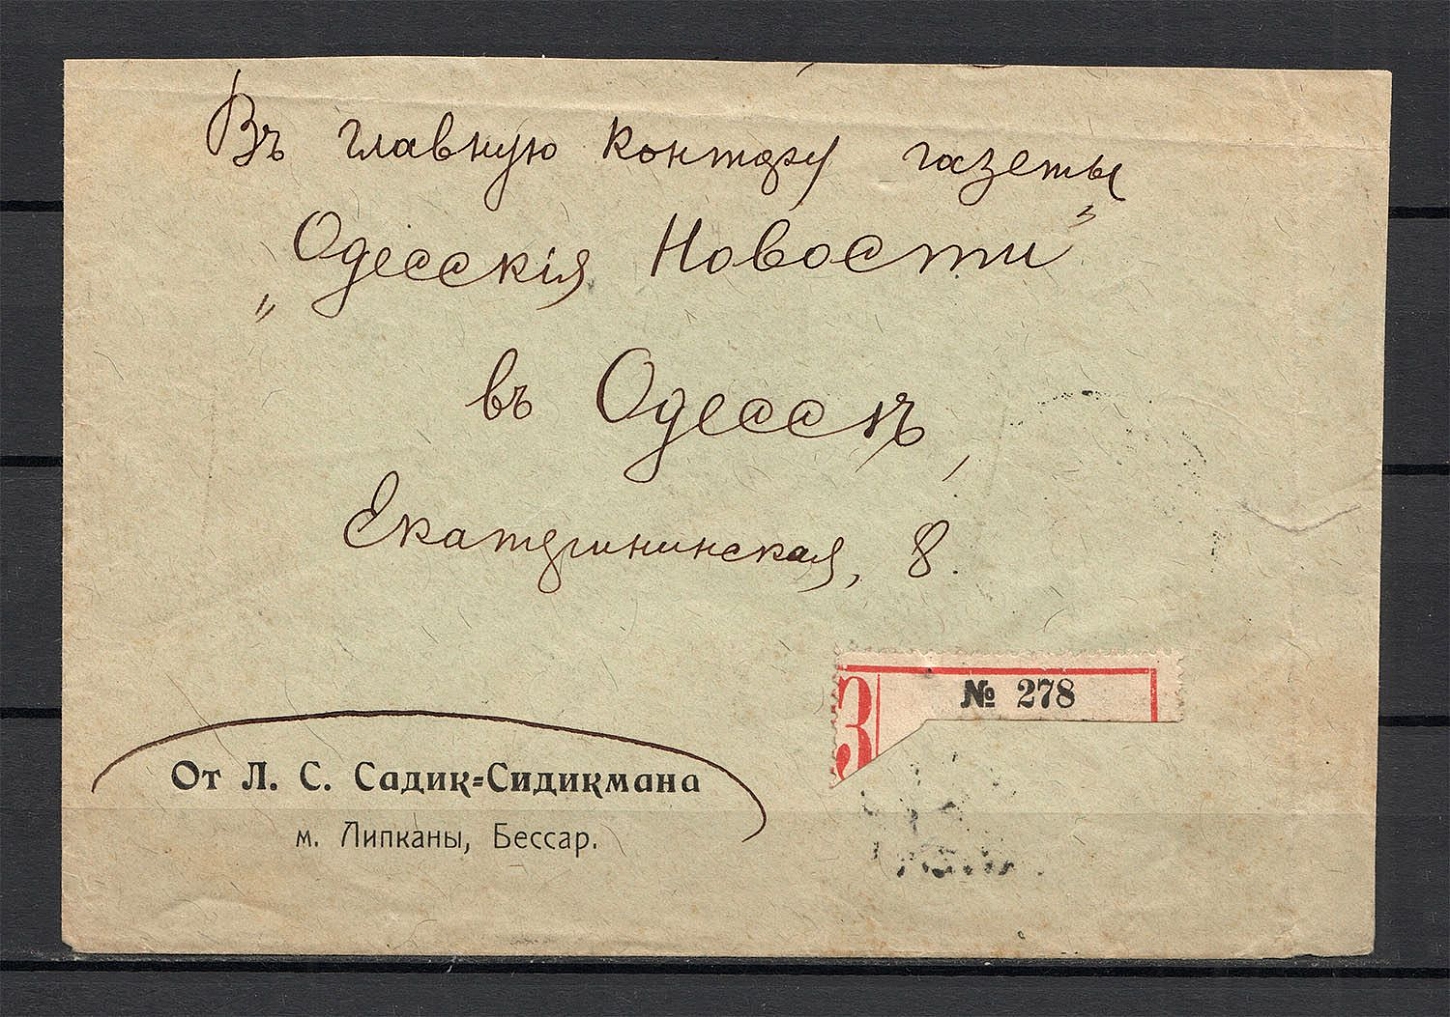 Въ главную контору газеты
„Одесскія Новости"
въ Одессѣ,
Екатерининская, 8.
З
№ 278
От Л. С. Садик-Сидикмана
м. Липканы, Бессар.